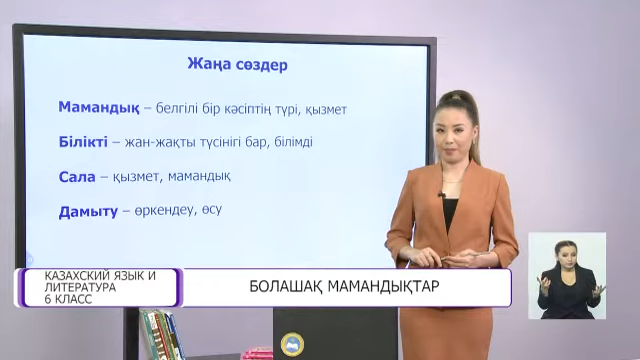 Жаңа сөздер
Мамандық – белгілі бір кәсіптің түрі, қызмет
Білікті – жан-жақты түсінігі бар, білімді
Сала – қызмет, мамандық
Дамыту – өркендеу, өсу
КАЗАХСКИЙ ЯЗЫК И
ЛИТЕРАТУРА
6 КЛАСС
БОЛАШАҚ МАМАНДЫҚТАР